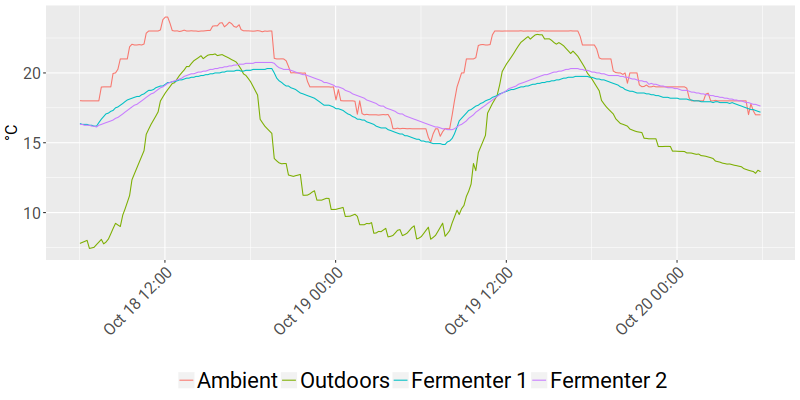 °C
20
15
10
Oct 18 12:00
Oct 19 00:00
Oct 19 12:00
Oct 20 00:00
Ambient Outdoors Fermenter 1 Fermenter 2